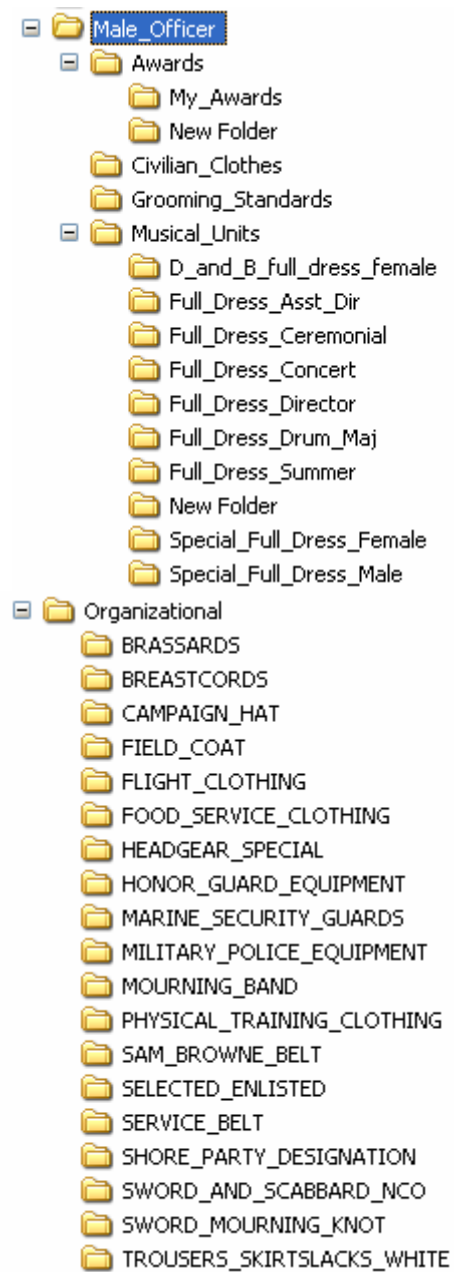 Male_Officer
Awards
My_Awards
New Folder
Civilian_Clothes
Grooming_Standards
Musical_Units
D_and_B_full_dress_female
Full_Dress_Asst_Dir
Full_Dress_Ceremonial
Full_Dress_Concert
Full_Dress_Director
Full_Dress_Drum_Maj
Full_Dress_Summer
New Folder
Special_Full_Dress_Female
Special_Full_Dress_Male
Organizational
BRASSARDS
BREASTCORDS
CAMPAIGN_HAT
FIELD_COAT
FLIGHT_CLOTHING
FOOD_SERVICE_CLOTHING
HEADGEAR_SPECIAL
HONOR_GUARD_EQUIPMENT
MARINE_SECURITY_GUARDS
MILITARY_POLICE_EQUIPMENT
MOURNING_BAND
PHYSICAL_TRAINING_CLOTHING
SAM_BROWNE_BELT
SELECTED_ENLISTED
SERVICE_BELT
SHORE_PARTY_DESIGNATION
SWORD_AND_SCABBARD_NCO
SWORD_MOURNING_KNOT
TROUSERS_SKIRTSLACKS_WHITE